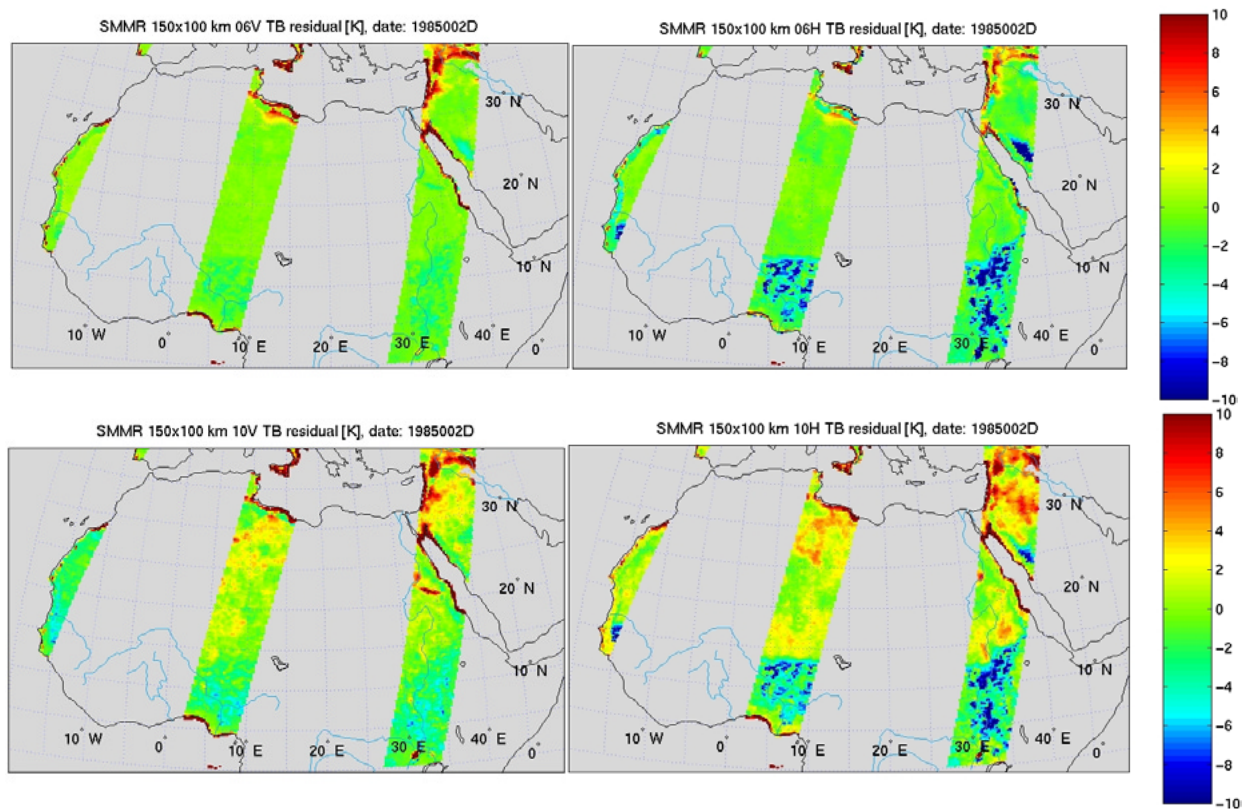 SMMR 150x100 km 06V TB residual [K], date: 1985002D
30° N
20° N
10° N
10° W
0°
10° E
20° E
30° E
40° E
0°
SMMR 150x100 km 06H TB residual [K], date: 1985002D
30° N
20° N
10° N
10° W
0°
10° E
20° E
30° E
40° E
0°
10
8
6
4
2
0
−2
−4
−6
−8
−10
SMMR 150x100 km 10V TB residual [K], date: 1985002D
30° N
20° N
10° N
10° W
0°
10° E
20° E
30° E
40° E
0°
SMMR 150x100 km 10H TB residual [K], date: 1985002D
30° N
20° N
10° N
10° W
0°
10° E
20° E
30° E
40° E
0°
10
8
6
4
2
0
−2
−4
−6
−8
−10